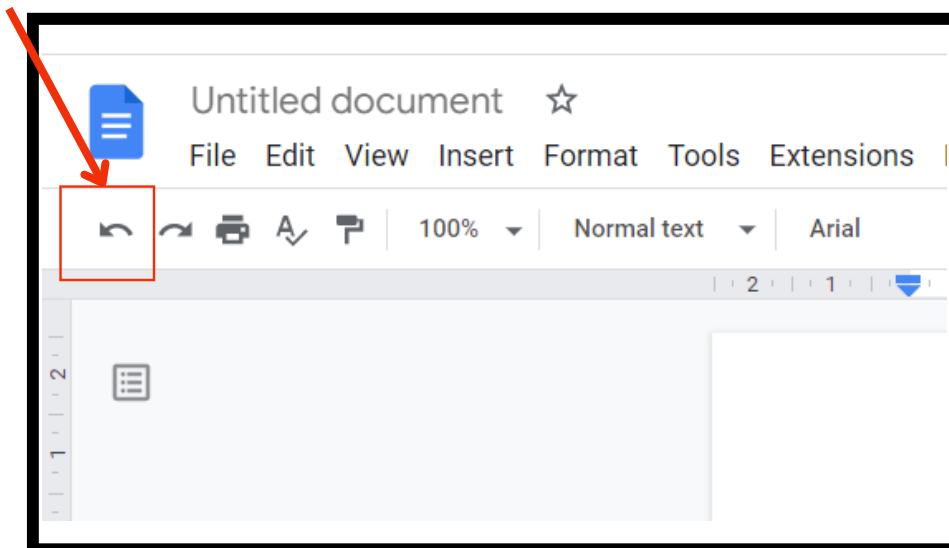 Untitled document
File Edit View Insert Format Tools Extensions
100% Normal text Arial
2 1
2
1